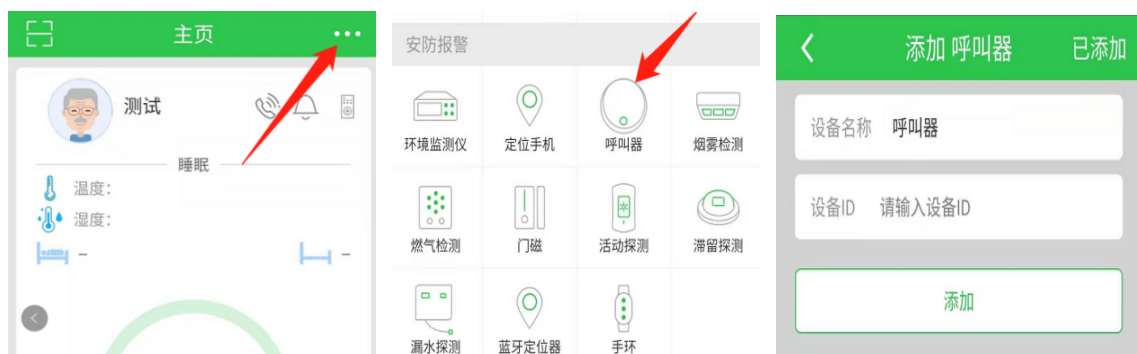 主页
测试
睡眠
温度：
湿度：
--
--
安防报警
环境监测仪
定位手机
呼叫器
烟雾检测
燃气检测
门磁
活动探测
滞留探测
漏水探测
蓝牙定位器
手环
添加 呼叫器
已添加
设备名称 呼叫器
设备ID 请输入设备ID
添加